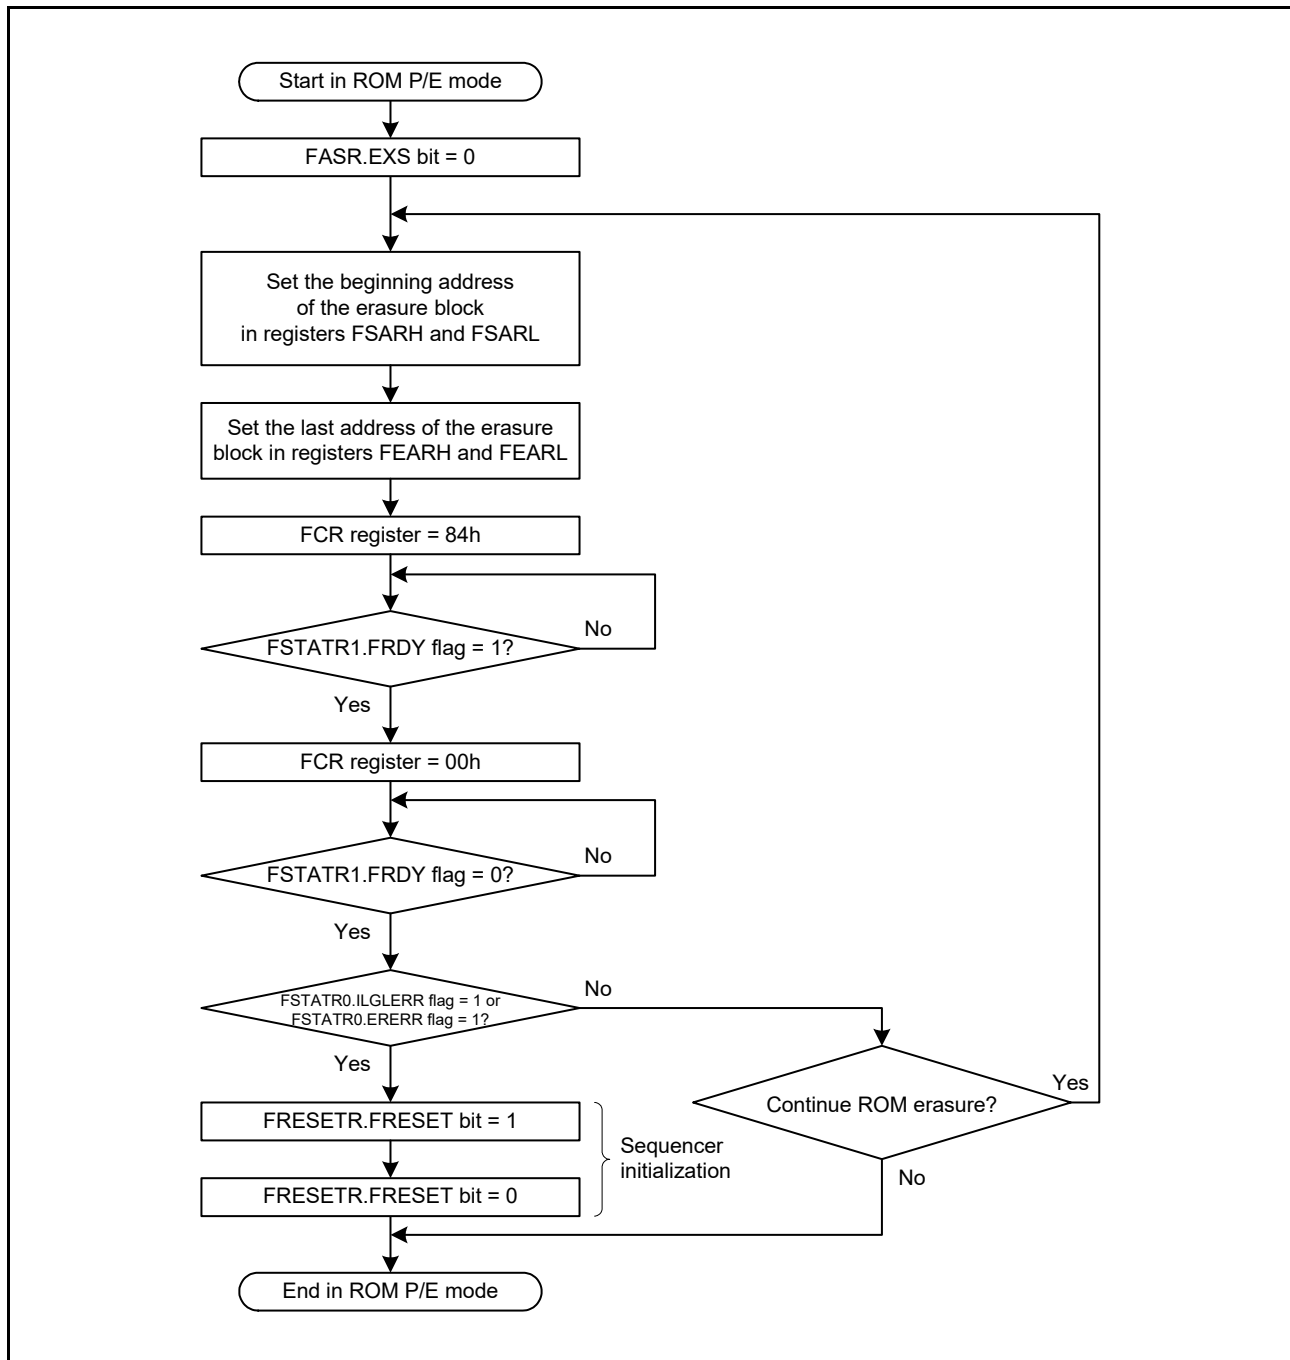 Start in ROM P/E mode
FASR.EXS bit = 0
Set the beginning address
of the erasure block
in registers FSARH and FSARL
Set the last address of the erasure
block in registers FEARH and FEARL
FCR register = 84h
FSTATR1.FRDY flag = 1?
No
Yes
FCR register = 00h
FSTATR1.FRDY flag = 0?
No
Yes
FSTATR0.ILGLERR flag = 1 or
FSTATR0.ERERR flag = 1?
No
Yes
Continue ROM erasure?
Yes
No
FRESETR.FRESET bit = 1
FRESETR.FRESET bit = 0
Sequencer
initialization
End in ROM P/E mode